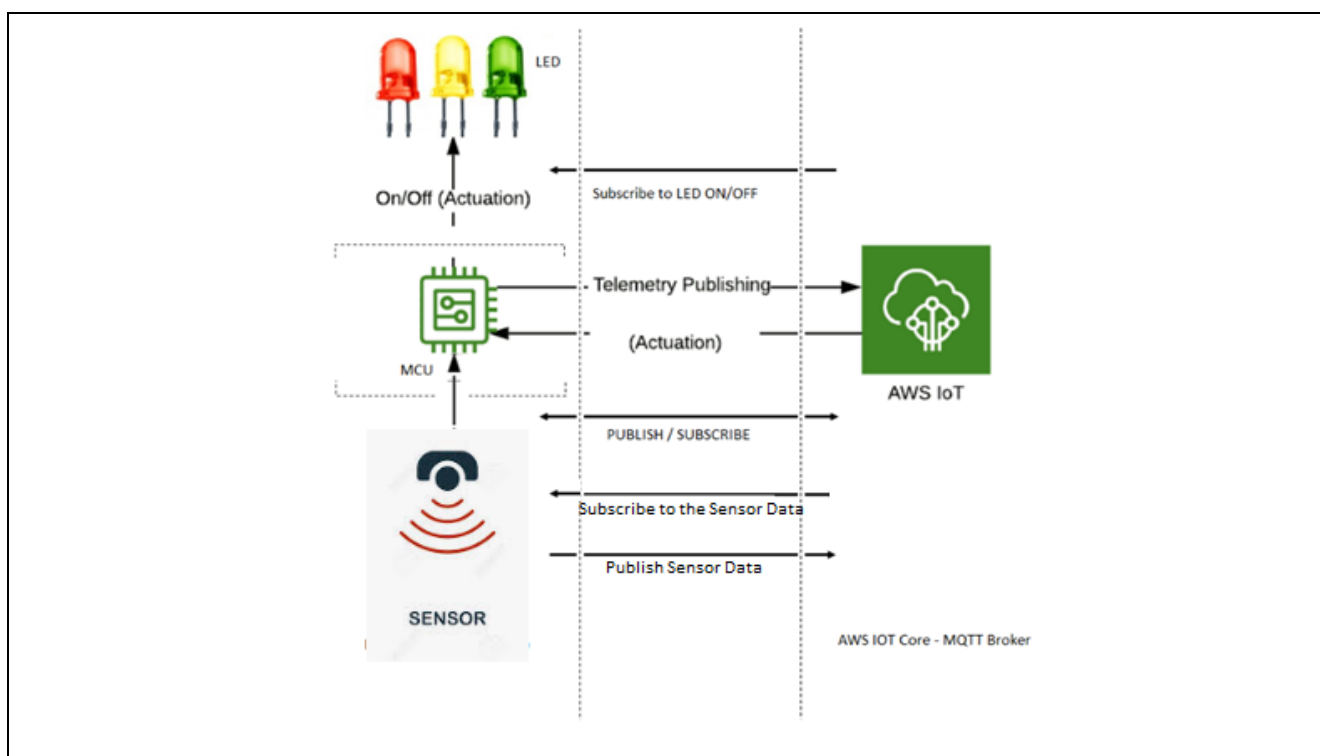 LED
On/Off (Actuation)
Subscribe to LED ON/OFF
Telemetry Publishing
(Actuation)
MCU
AWS IoT
PUBLISH / SUBSCRIBE
Subscribe to the Sensor Data
Publish Sensor Data
SENSOR
AWS IOT Core - MQTT Broker